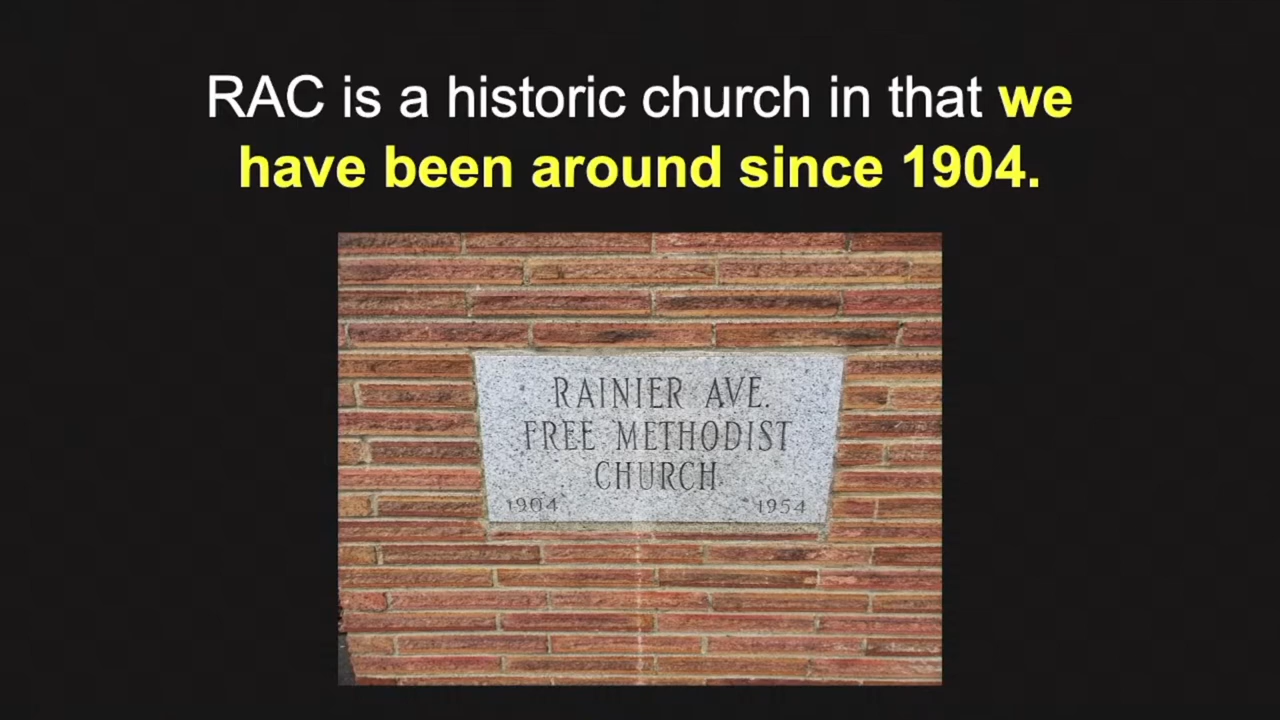 RAC is a historic church in that we
have been around since 1904.
RAINIER AVE.
FREE METHODIST
CHURCH
1904 1954